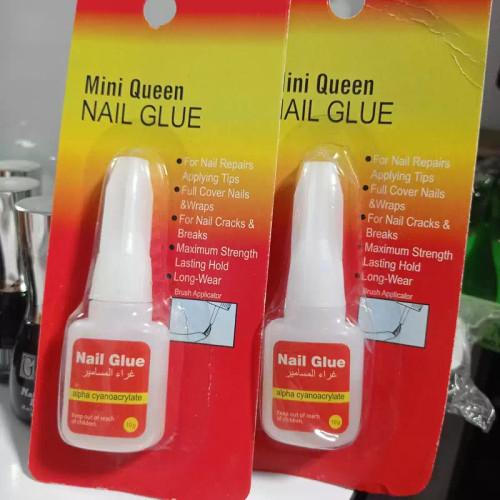 Mini Queen
NAIL GLUE
For Nail Repairs
Applying Tips
Full Cover Nails
&Wraps
For Nail Cracks &
Breaks
Maximum Strength
Lasting Hold
Long-Wear
Brush Applicator
Nail Glue
غراء المسامير
alpha cyanoacrylate
Keep out of reach
of children.
10g
ini Queen
NAIL GLUE
For Nail Repairs
Applying Tips
Full Cover Nails
&Wraps
For Nail Cracks &
Breaks
Maximum Strength
Lasting Hold
Long-Wear
Brush Applicator
Nail Glue
غراء المسامير
alpha cyanoacrylate
Keep out of reach
of children.
10g